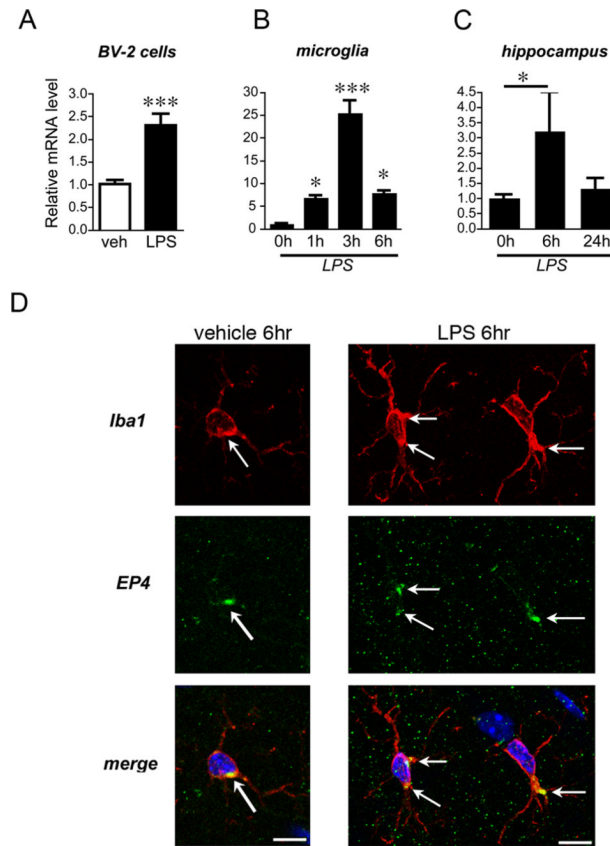 A
BV-2 cells
Relative mRNA level
3.0
2.5
2.0
1.5
1.0
0.5
0.0
***
veh LPS
B
microglia
30
25
20
15
10
5
0
*
***
*
0h 1h 3h 6h
LPS
C
hippocampus
4.5
4.0
3.5
3.0
2.5
2.0
1.5
1.0
0.5
0.0
*
0h 6h 24h
LPS
D
vehicle 6hr LPS 6hr
Iba1
EP4
merge